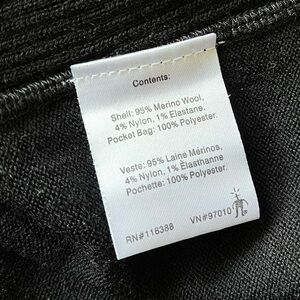 Contents:
Shell: 95% Merino Wool,
4% Nylon, 1% Elastane.
Pocket Bag: 100% Polyester.
Veste: 95% Laine Mérinos,
4% Nylon, 1% Élasthanne
Pochette: 100% Polyester.
RN#116388 VN#97010